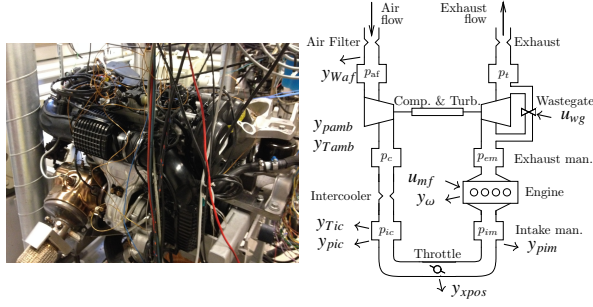 Air
flow
Exhaust
flow
Air Filter
Exhaust
y_Waf
p_af
p_t
Comp. & Turb.
Wastegate
u_wg
y_pamb
y_Tamb
p_c
p_em
Exhaust man.
u_mf
y_ω
Engine
Intercooler
y_Tic
y_pic
p_ic
p_im
Intake man.
y_pim
Throttle
y_xpos